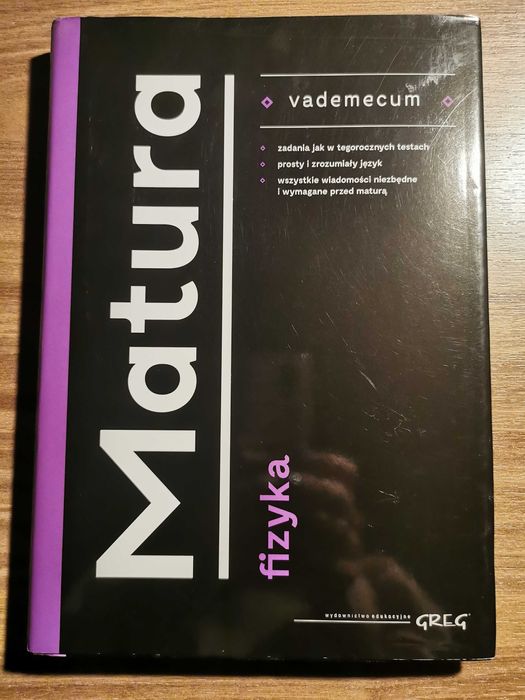 Matura
vademecum
zadania jak w tegorocznych testach
prosty i zrozumiały język
wszystkie wiadomości niezbędne
i wymagane przed maturą
fizyka
wydawnictwo edukacyjne
GREG®